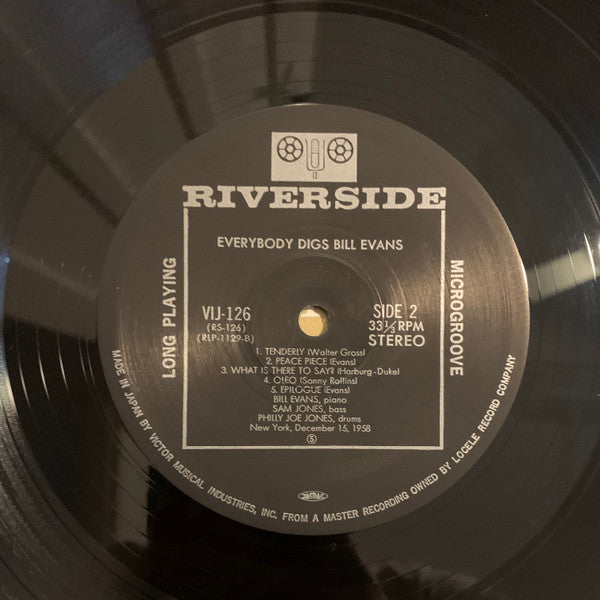 RIVERSIDE
EVERYBODY DIGS BILL EVANS
LONG PLAYING
MICROGROOVE
VIJ-126
(RS-126)
(RLP-1129-B)
SIDE 2
33⅓ RPM
STEREO
1. TENDERLY (Walter Gross)
2. PEACE PIECE (Evans)
3. WHAT IS THERE TO SAY? (Harburg-Duke)
4. OLEO (Sonny Rollins)
5. EPILOGUE (Evans)
BILL EVANS, piano
SAM JONES, bass
PHILLY JOE JONES, drums
New York, December 15, 1958
S
MADE IN JAPAN BY VICTOR MUSICAL INDUSTRIES, INC. FROM A MASTER RECORDING OWNED BY LOCELE RECORD COMPANY